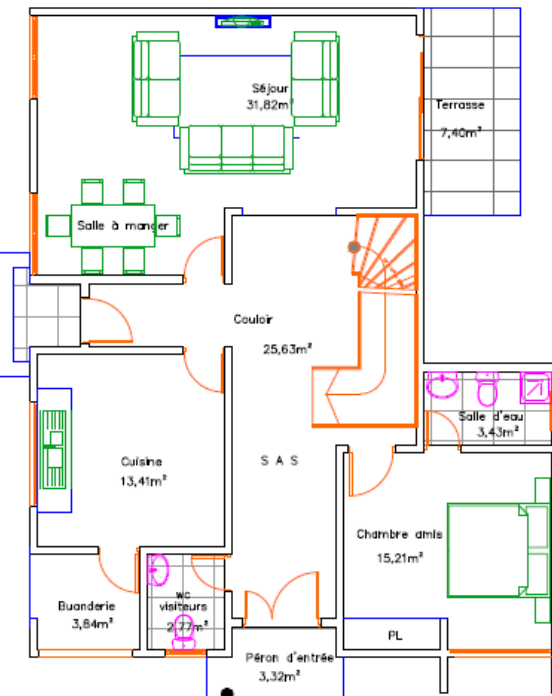 Séjour
31,82m²
Terrasse
7,40m²
Salle à manger
Couloir
25,63m²
Salle d'eau
3,43m²
Cuisine
13,41m²
S A S
Chambre amis
15,21m²
Buanderie
3,84m²
wc
visiteurs
2,77m²
PL
Péron d'entrée
3,32m²